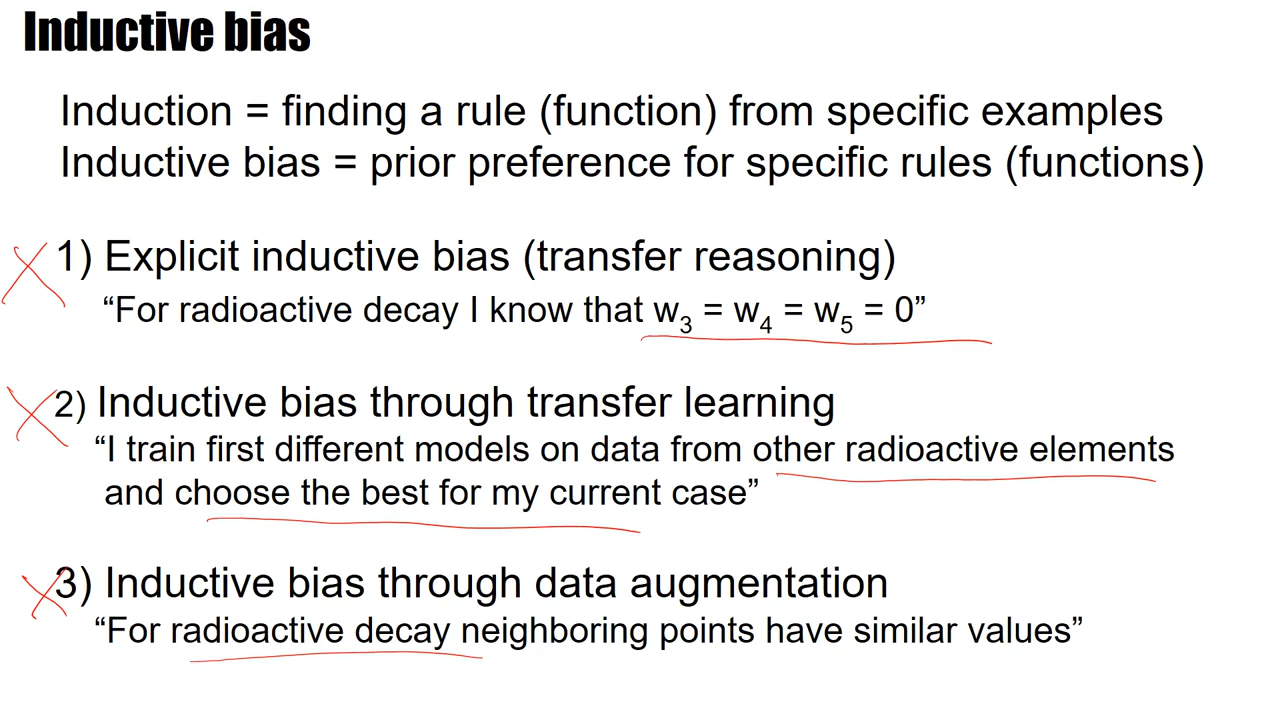 Inductive bias
Induction = finding a rule (function) from specific examples
Inductive bias = prior preference for specific rules (functions)
1) Explicit inductive bias (transfer reasoning)
“For radioactive decay I know that w₃ = w₄ = w₅ = 0”
2) Inductive bias through transfer learning
“I train first different models on data from other radioactive elements
and choose the best for my current case”
3) Inductive bias through data augmentation
“For radioactive decay neighboring points have similar values”